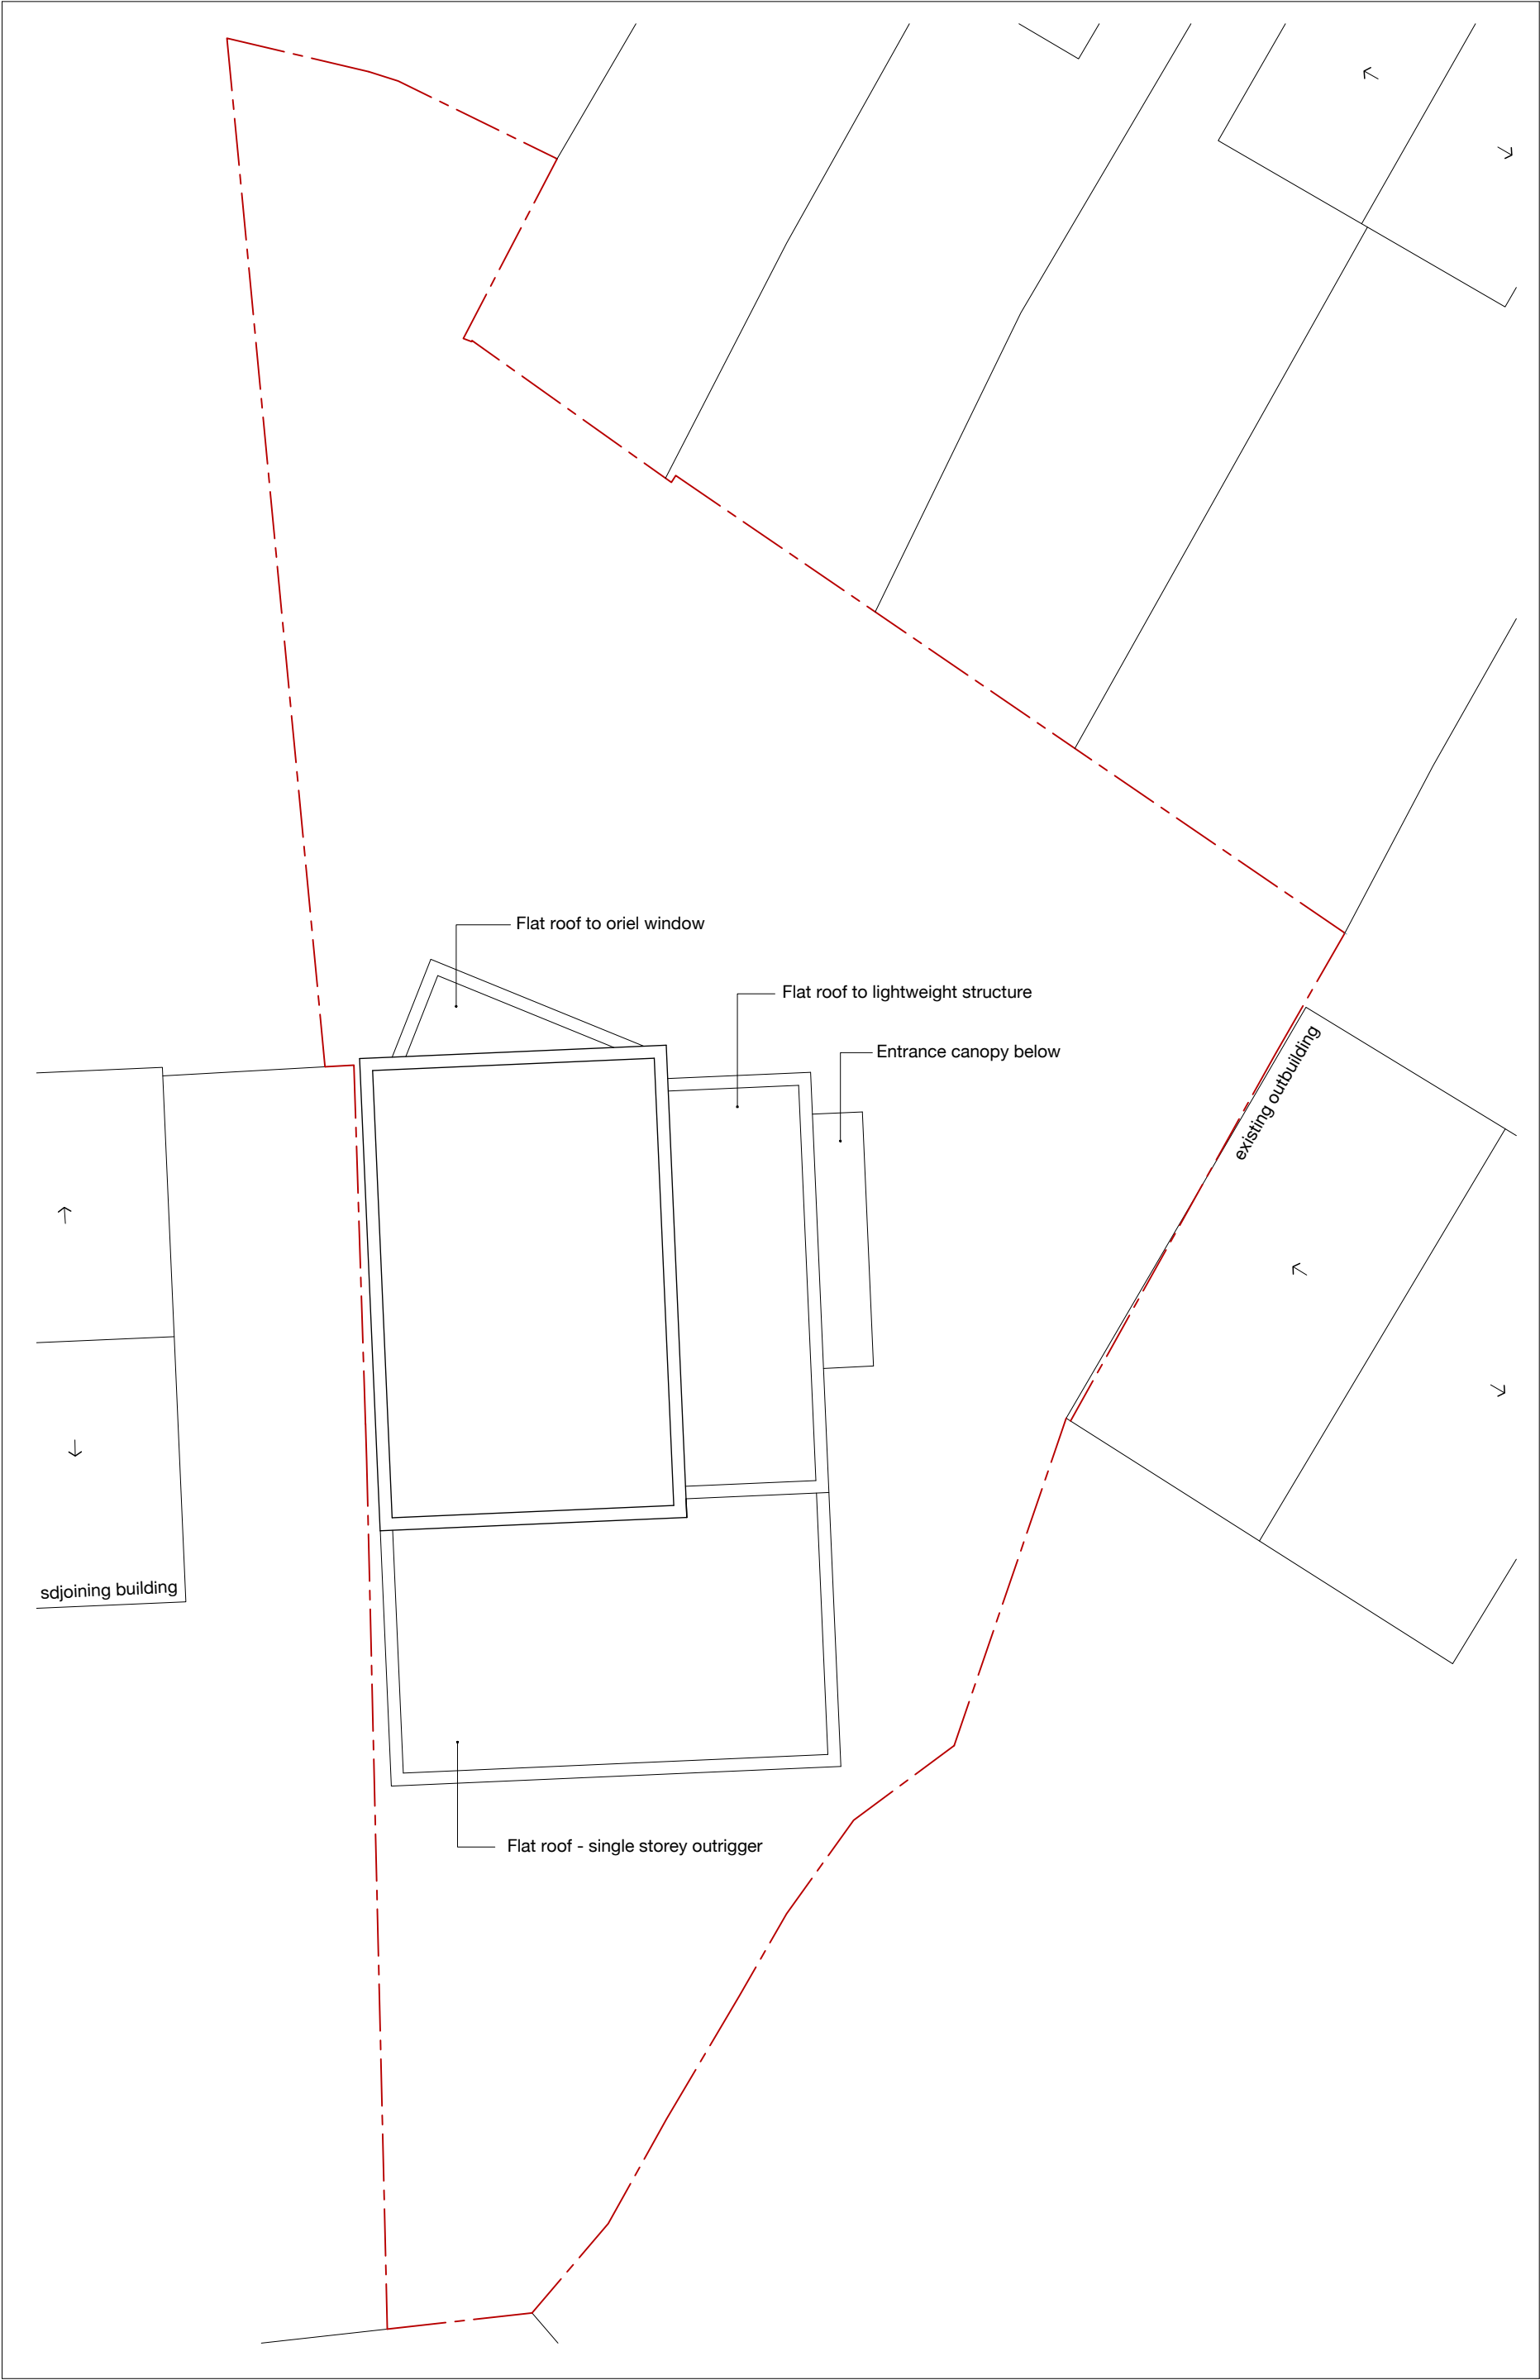 Flat roof to oriel window
Flat roof to lightweight structure
Entrance canopy below
existing outbuilding
sdjoining building
Flat roof - single storey outrigger